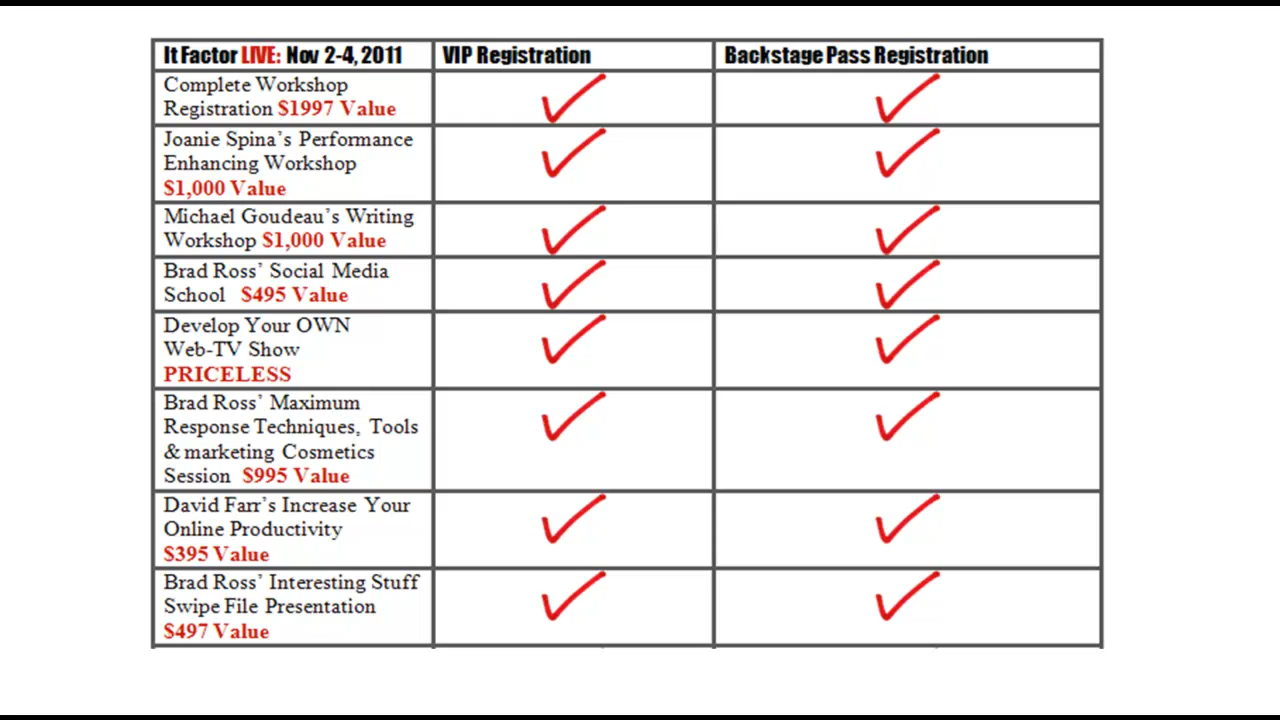 It Factor LIVE: Nov 2-4, 2011 VIP Registration Backstage Pass Registration
Complete Workshop
Registration $1997 Value
Joanie Spina's Performance
Enhancing Workshop
$1,000 Value
Michael Goudeau's Writing
Workshop $1,000 Value
Brad Ross' Social Media
School $495 Value
Develop Your OWN
Web-TV Show
PRICELESS
Brad Ross' Maximum
Response Techniques, Tools
& marketing Cosmetics
Session $995 Value
David Farr's Increase Your
Online Productivity
$395 Value
Brad Ross' Interesting Stuff
Swipe File Presentation
$497 Value